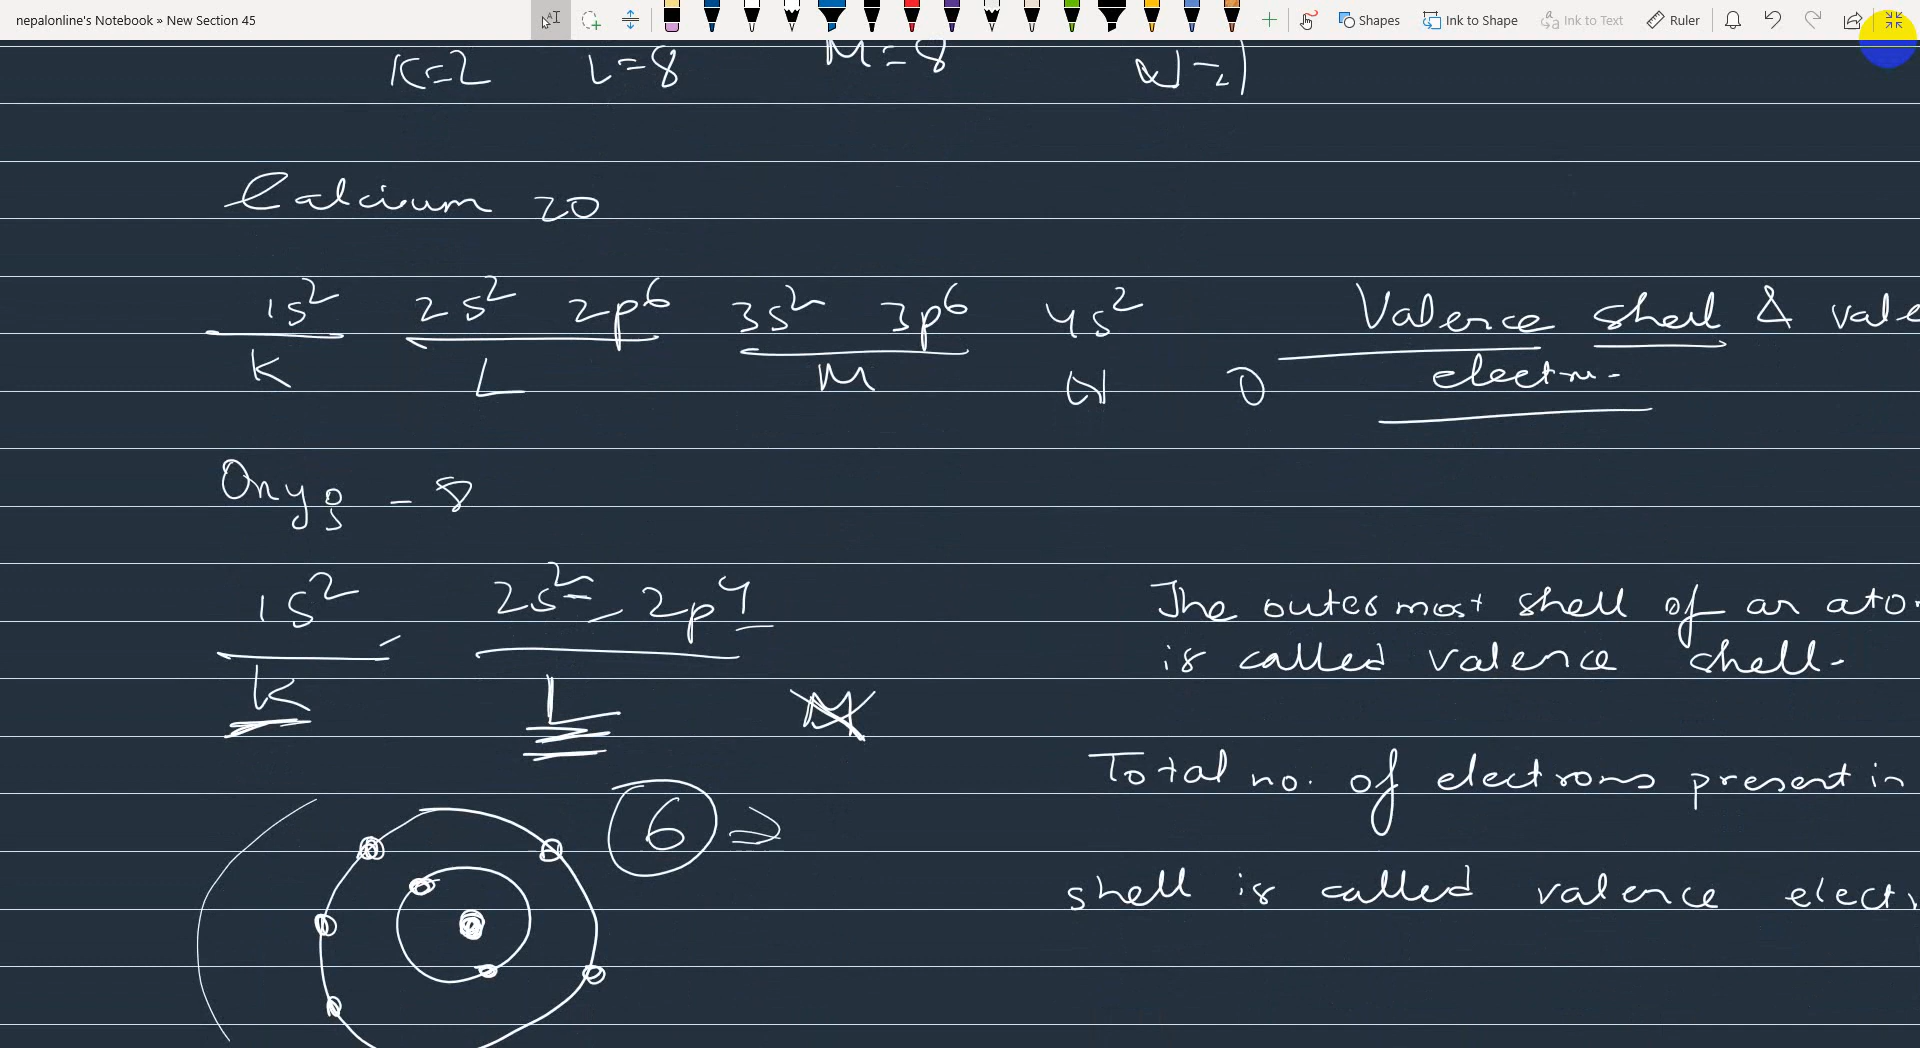 nepalonline's Notebook » New Section 45
Shapes Ink to Shape Ink to Text Ruler
K=2 L=8 M=8 N=1
Calcium 20
1s² 2s² 2p⁶ 3s² 3p⁶ 4s²
K L M N O
Valence shell & vale
electrn.
Oxyg - 8
1s² 2s² 2p⁴
K L M
The outermost shell of an ato
is called valence shell.
Total no. of electrons present in
shell is called valence electr
6 ⇒